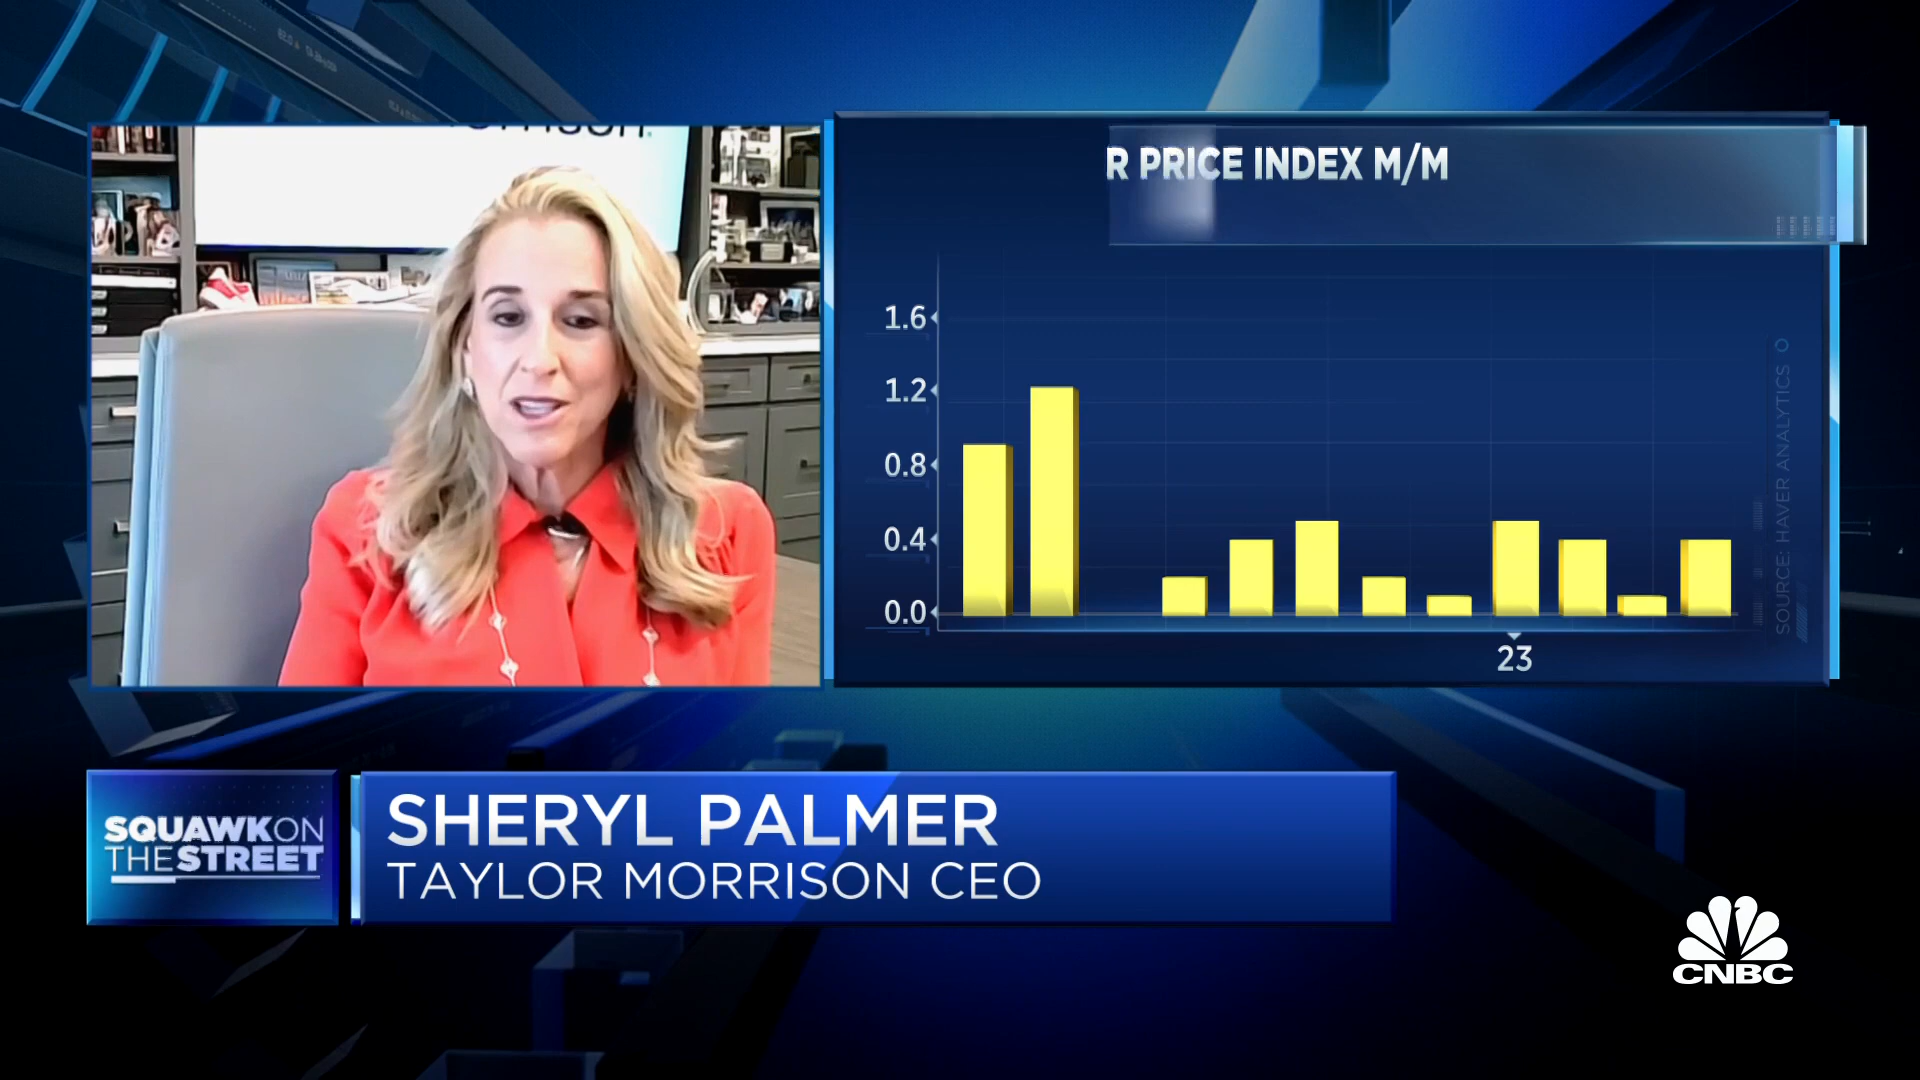 R PRICE INDEX M/M
1.6
1.2
0.8
0.4
0.0
23
SOURCE: HAVER ANALYTICS
SQUAWK ON
THE STREET
SHERYL PALMER
TAYLOR MORRISON CEO
CNBC